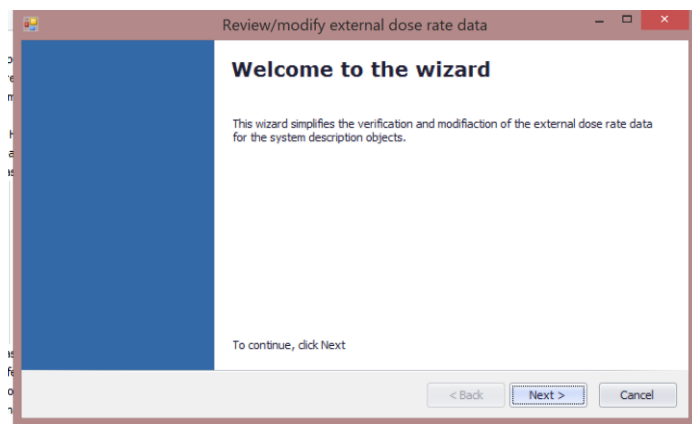 Review/modify external dose rate data
Welcome to the wizard
This wizard simplifies the verification and modifiaction of the external dose rate data
for the system description objects.
To continue, click Next
< Back Next > Cancel